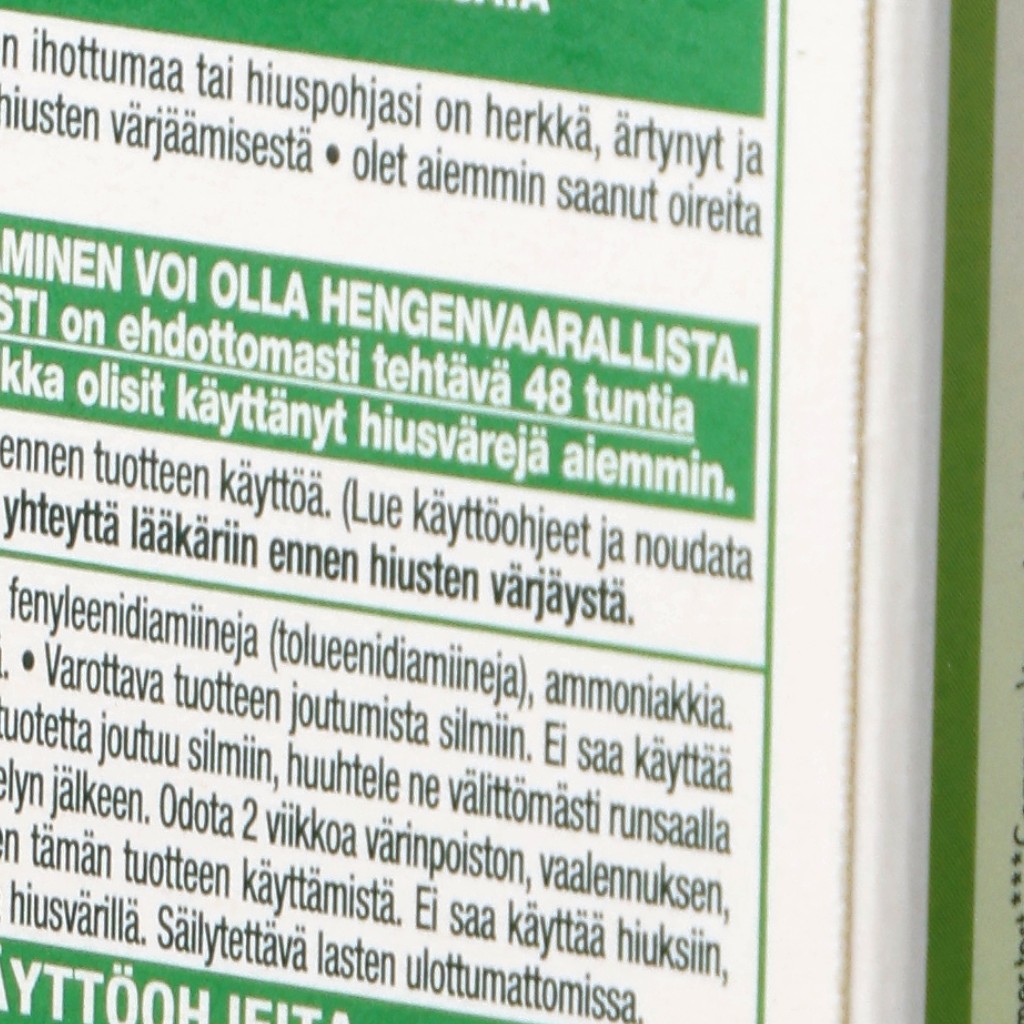 n ihottumaa tai hiuspohjasi on herkkä, ärtynyt ja
hiusten värjäämisestä • olet aiemmin saanut oireita
MINEN VOI OLLA HENGENVAARALLISTA.
STI on ehdottomasti tehtävä 48 tuntia
kka olisit käyttänyt hiusvärejä aiemmin.
ennen tuotteen käyttöä. (Lue käyttöohjeet ja noudata
yhteyttä lääkäriin ennen hiusten värjäystä.
fenyleenidiamiineja (tolueenidiamiineja), ammoniakkia.
. • Varottava tuotteen joutumista silmiin. Ei saa käyttää
tuotetta joutuu silmiin, huuhtele ne välittömästi runsaalla
elyn jälkeen. Odota 2 viikkoa värinpoiston, vaalennuksen,
en tämän tuotteen käyttämistä. Ei saa käyttää hiuksiin,
hiusvärillä. Säilytettävä lasten ulottumattomissa.
ÄYTTÖOHJEITA